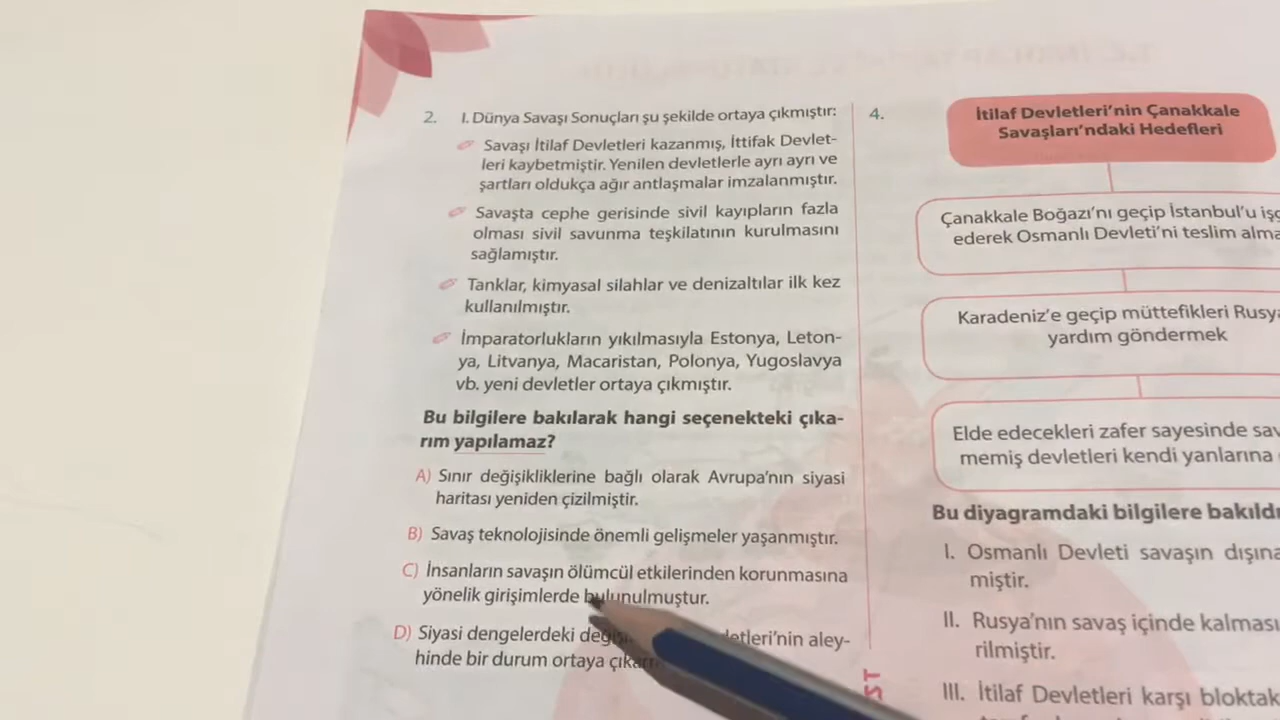 2. I. Dünya Savaşı Sonuçları şu şekilde ortaya çıkmıştır:
Savaşı İtilaf Devletleri kazanmış, İttifak Devlet-
leri kaybetmiştir. Yenilen devletlerle ayrı ayrı ve
şartları oldukça ağır antlaşmalar imzalanmıştır.
Savaşta cephe gerisinde sivil kayıpların fazla
olması sivil savunma teşkilatının kurulmasını
sağlamıştır.
Tanklar, kimyasal silahlar ve denizaltılar ilk kez
kullanılmıştır.
İmparatorlukların yıkılmasıyla Estonya, Leton-
ya, Litvanya, Macaristan, Polonya, Yugoslavya
vb. yeni devletler ortaya çıkmıştır.
Bu bilgilere bakılarak hangi seçenekteki çıka-
rım yapılamaz?
A) Sınır değişikliklerine bağlı olarak Avrupa’nın siyasi
haritası yeniden çizilmiştir.
B) Savaş teknolojisinde önemli gelişmeler yaşanmıştır.
C) İnsanların savaşın ölümcül etkilerinden korunmasına
yönelik girişimlerde bulunulmuştur.
D) Siyasi dengelerdeki aley-
hinde bir durum ortaya
4.
İtilaf Devletleri’nin Çanakkale
Savaşları’ndaki Hedefleri
Çanakkale Boğazı’nı geçip İstanbul’u
ederek Osmanlı Devleti’ni teslim
Karadeniz’e geçip müttefikleri
yardım göndermek
Elde edecekleri zafer sayesinde
memiş devletleri kendi yanlarına
Bu diyagramdaki bilgilere
I. Osmanlı Devleti savaşın
miştir.
II. Rusya’nın savaş içinde kalması
rilmiştir.
III. İtilaf Devletleri karşı